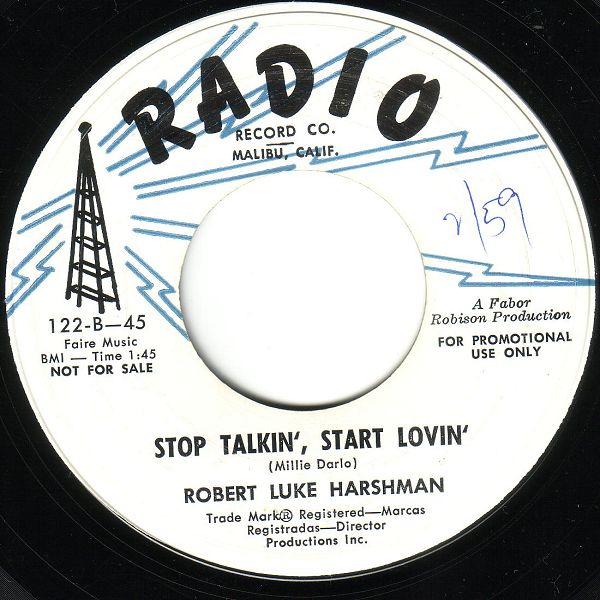 RADIO
RECORD CO.
MALIBU, CALIF.
2/59
122-B—45
Faire Music
BMI — Time 1:45
NOT FOR SALE
A Fabor
Robison Production
FOR PROMOTIONAL
USE ONLY
STOP TALKIN', START LOVIN'
(Millie Darlo)
ROBERT LUKE HARSHMAN
Trade Mark® Registered—Marcas
Registradas—Director
Productions Inc.